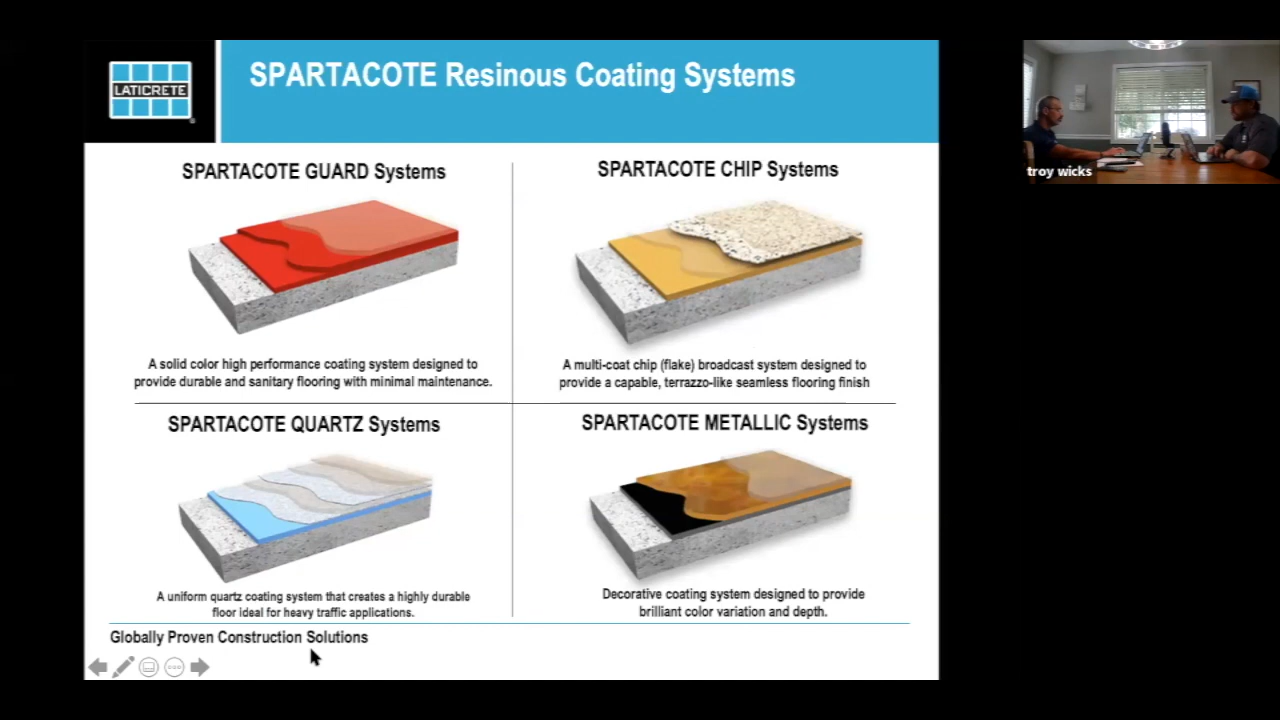 LATICRETE
SPARTACOTE Resinous Coating Systems
SPARTACOTE GUARD Systems
A solid color high performance coating system designed to
provide durable and sanitary flooring with minimal maintenance.
SPARTACOTE CHIP Systems
A multi-coat chip (flake) broadcast system designed to
provide a capable, terrazzo-like seamless flooring finish
SPARTACOTE QUARTZ Systems
A uniform quartz coating system that creates a highly durable
floor ideal for heavy traffic applications.
SPARTACOTE METALLIC Systems
Decorative coating system designed to provide
brilliant color variation and depth.
Globally Proven Construction Solutions
troy wicks